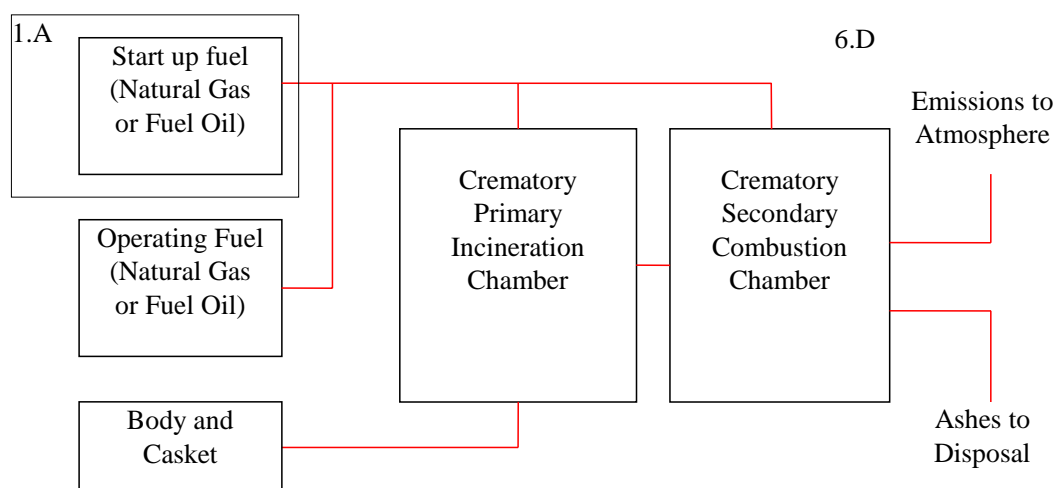 1.A
Start up fuel
(Natural Gas
or Fuel Oil)
6.D
Operating Fuel
(Natural Gas
or Fuel Oil)
Body and
Casket
Crematory
Primary
Incineration
Chamber
Crematory
Secondary
Combustion
Chamber
Emissions to
Atmosphere
Ashes to
Disposal